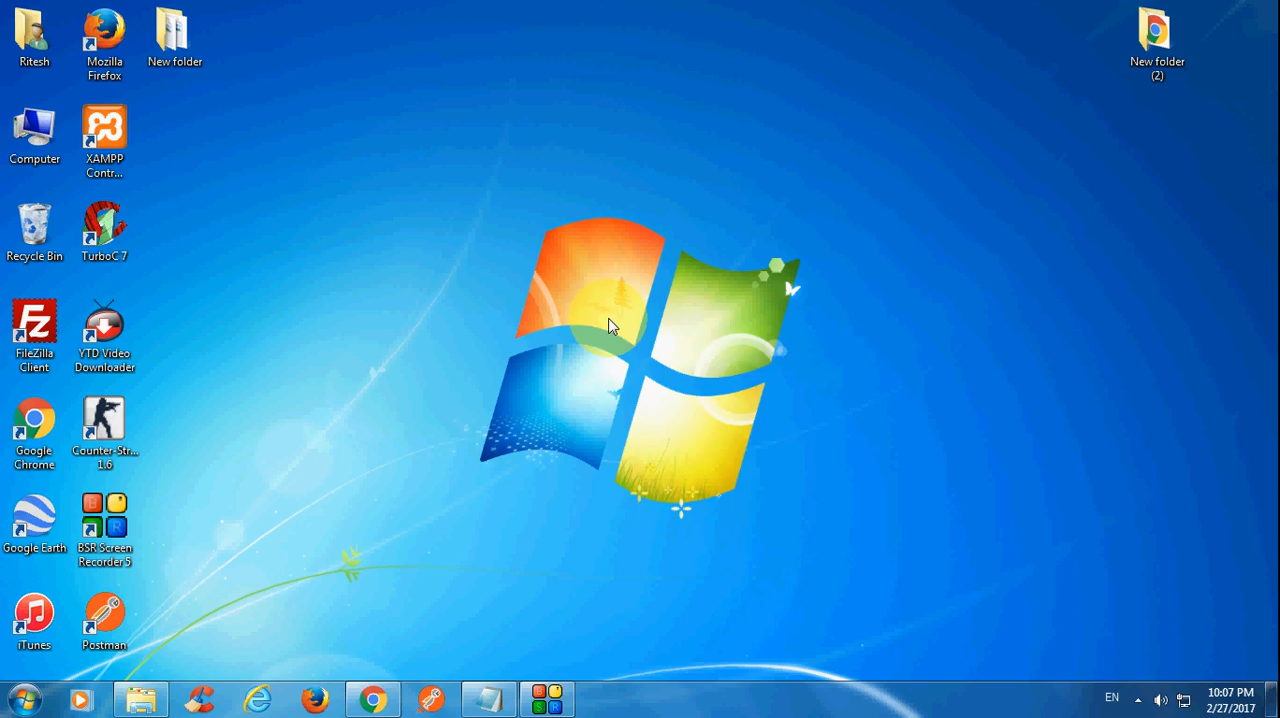 Ritesh
Mozilla
Firefox
New folder
New folder
(2)
Computer
XAMPP
Contr...
Recycle Bin
TurboC 7
FileZilla
Client
YTD Video
Downloader
Google
Chrome
Counter-Str...
1.6
Google Earth
BSR Screen
Recorder 5
iTunes
Postman
EN
10:07 PM
2/27/2017